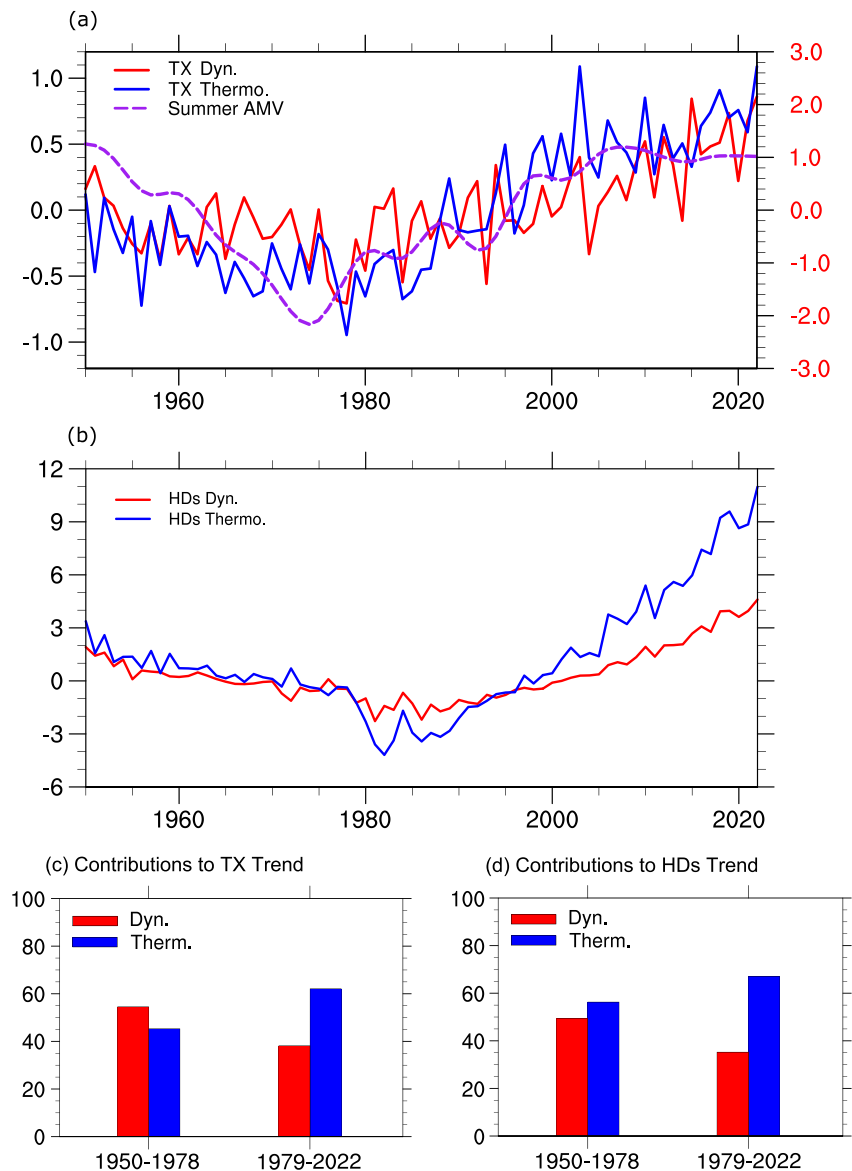 (a)
1.0
0.5
0.0
-0.5
-1.0
TX Dyn.
TX Thermo.
Summer AMV
3.0
2.0
1.0
0.0
-1.0
-2.0
-3.0
1960 1980 2000 2020
(b)
12
9
6
3
0
-3
-6
HDs Dyn.
HDs Thermo.
1960 1980 2000 2020
(c) Contributions to TX Trend
100
80
60
40
20
0
Dyn.
Therm.
1950-1978 1979-2022
(d) Contributions to HDs Trend
100
80
60
40
20
0
Dyn.
Therm.
1950-1978 1979-2022